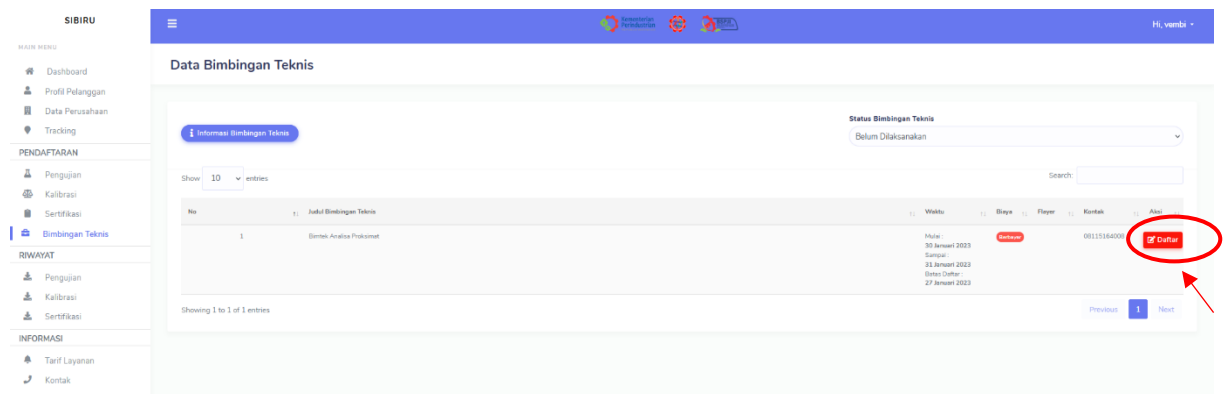 SIBIRU
Kementerian
Perindustrian
Hi, vembi
MAIN MENU
Dashboard
Profil Pelanggan
Data Perusahaan
Tracking
PENDAFTARAN
Pengujian
Kalibrasi
Sertifikasi
Bimbingan Teknis
RIWAYAT
Pengujian
Kalibrasi
Sertifikasi
INFORMASI
Tarif Layanan
Kontak
Data Bimbingan Teknis
Informasi Bimbingan Teknis
Status Bimbingan Teknis
Belum Dilaksanakan
Show 10 entries
Search:
No Judul Bimbingan Teknis Waktu Biaya Flayer Kontak Aksi
1 Bimtek Analisa Proksimat Mulai : Berbayar 08115164000 Daftar
30 Januari 2023
Sampai :
31 Januari 2023
Batas Daftar :
27 Januari 2023
Showing 1 to 1 of 1 entries
Previous 1 Next